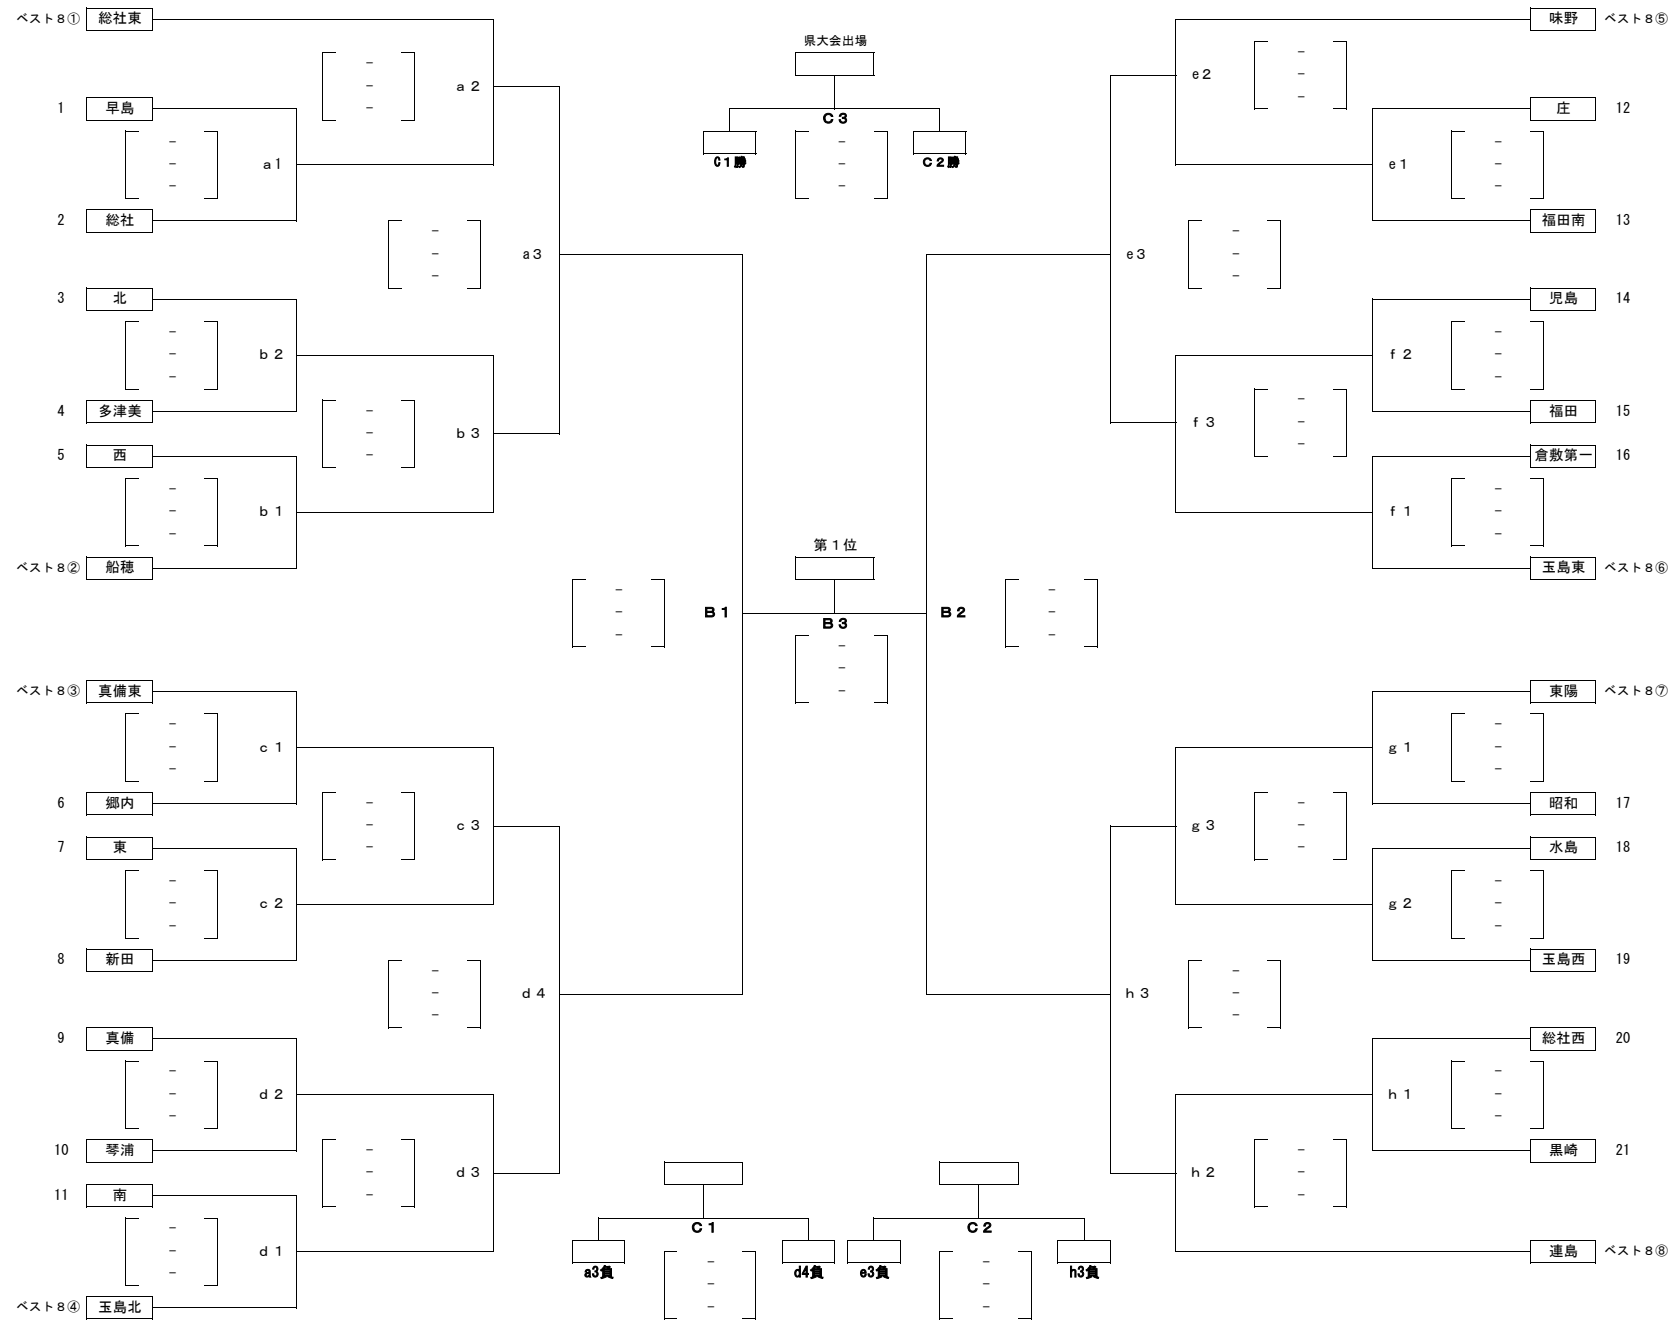 ベスト８① 総社東
味野 ベスト８⑤
県大会出場
－
－
－
a２
－
－
－
e２
1 早島
庄 12
Ｃ３
－
－
－
a１
－
－
－
Ｃ１勝
Ｃ２勝
e１
－
－
－
2 総社
福田南 13
－
－
－
a３
e３
－
－
－
3 北
児島 14
－
－
－
b２
f２
－
－
－
4 多津美
福田 15
－
－
－
b３
f３
－
－
－
5 西
倉敷第一 16
－
－
－
b１
f１
－
－
－
第１位
ベスト８② 船穂
玉島東 ベスト８⑥
－
－
－
Ｂ１
Ｂ３
－
－
－
Ｂ２
－
－
－
ベスト８③ 真備東
東陽 ベスト８⑦
－
－
－
c１
g１
－
－
－
6 郷内
昭和 17
－
－
－
c３
g３
－
－
－
7 東
水島 18
－
－
－
c２
g２
－
－
－
8 新田
玉島西 19
－
－
－
d４
h３
－
－
－
9 真備
総社西 20
－
－
－
d２
h１
－
－
－
10 琴浦
黒崎 21
－
－
－
d３
h２
－
－
－
11 南
－
－
－
d１
Ｃ１
－
－
－
a3負
d4負
Ｃ２
－
－
－
e3負
h3負
連島 ベスト８⑧
ベスト８④ 玉島北